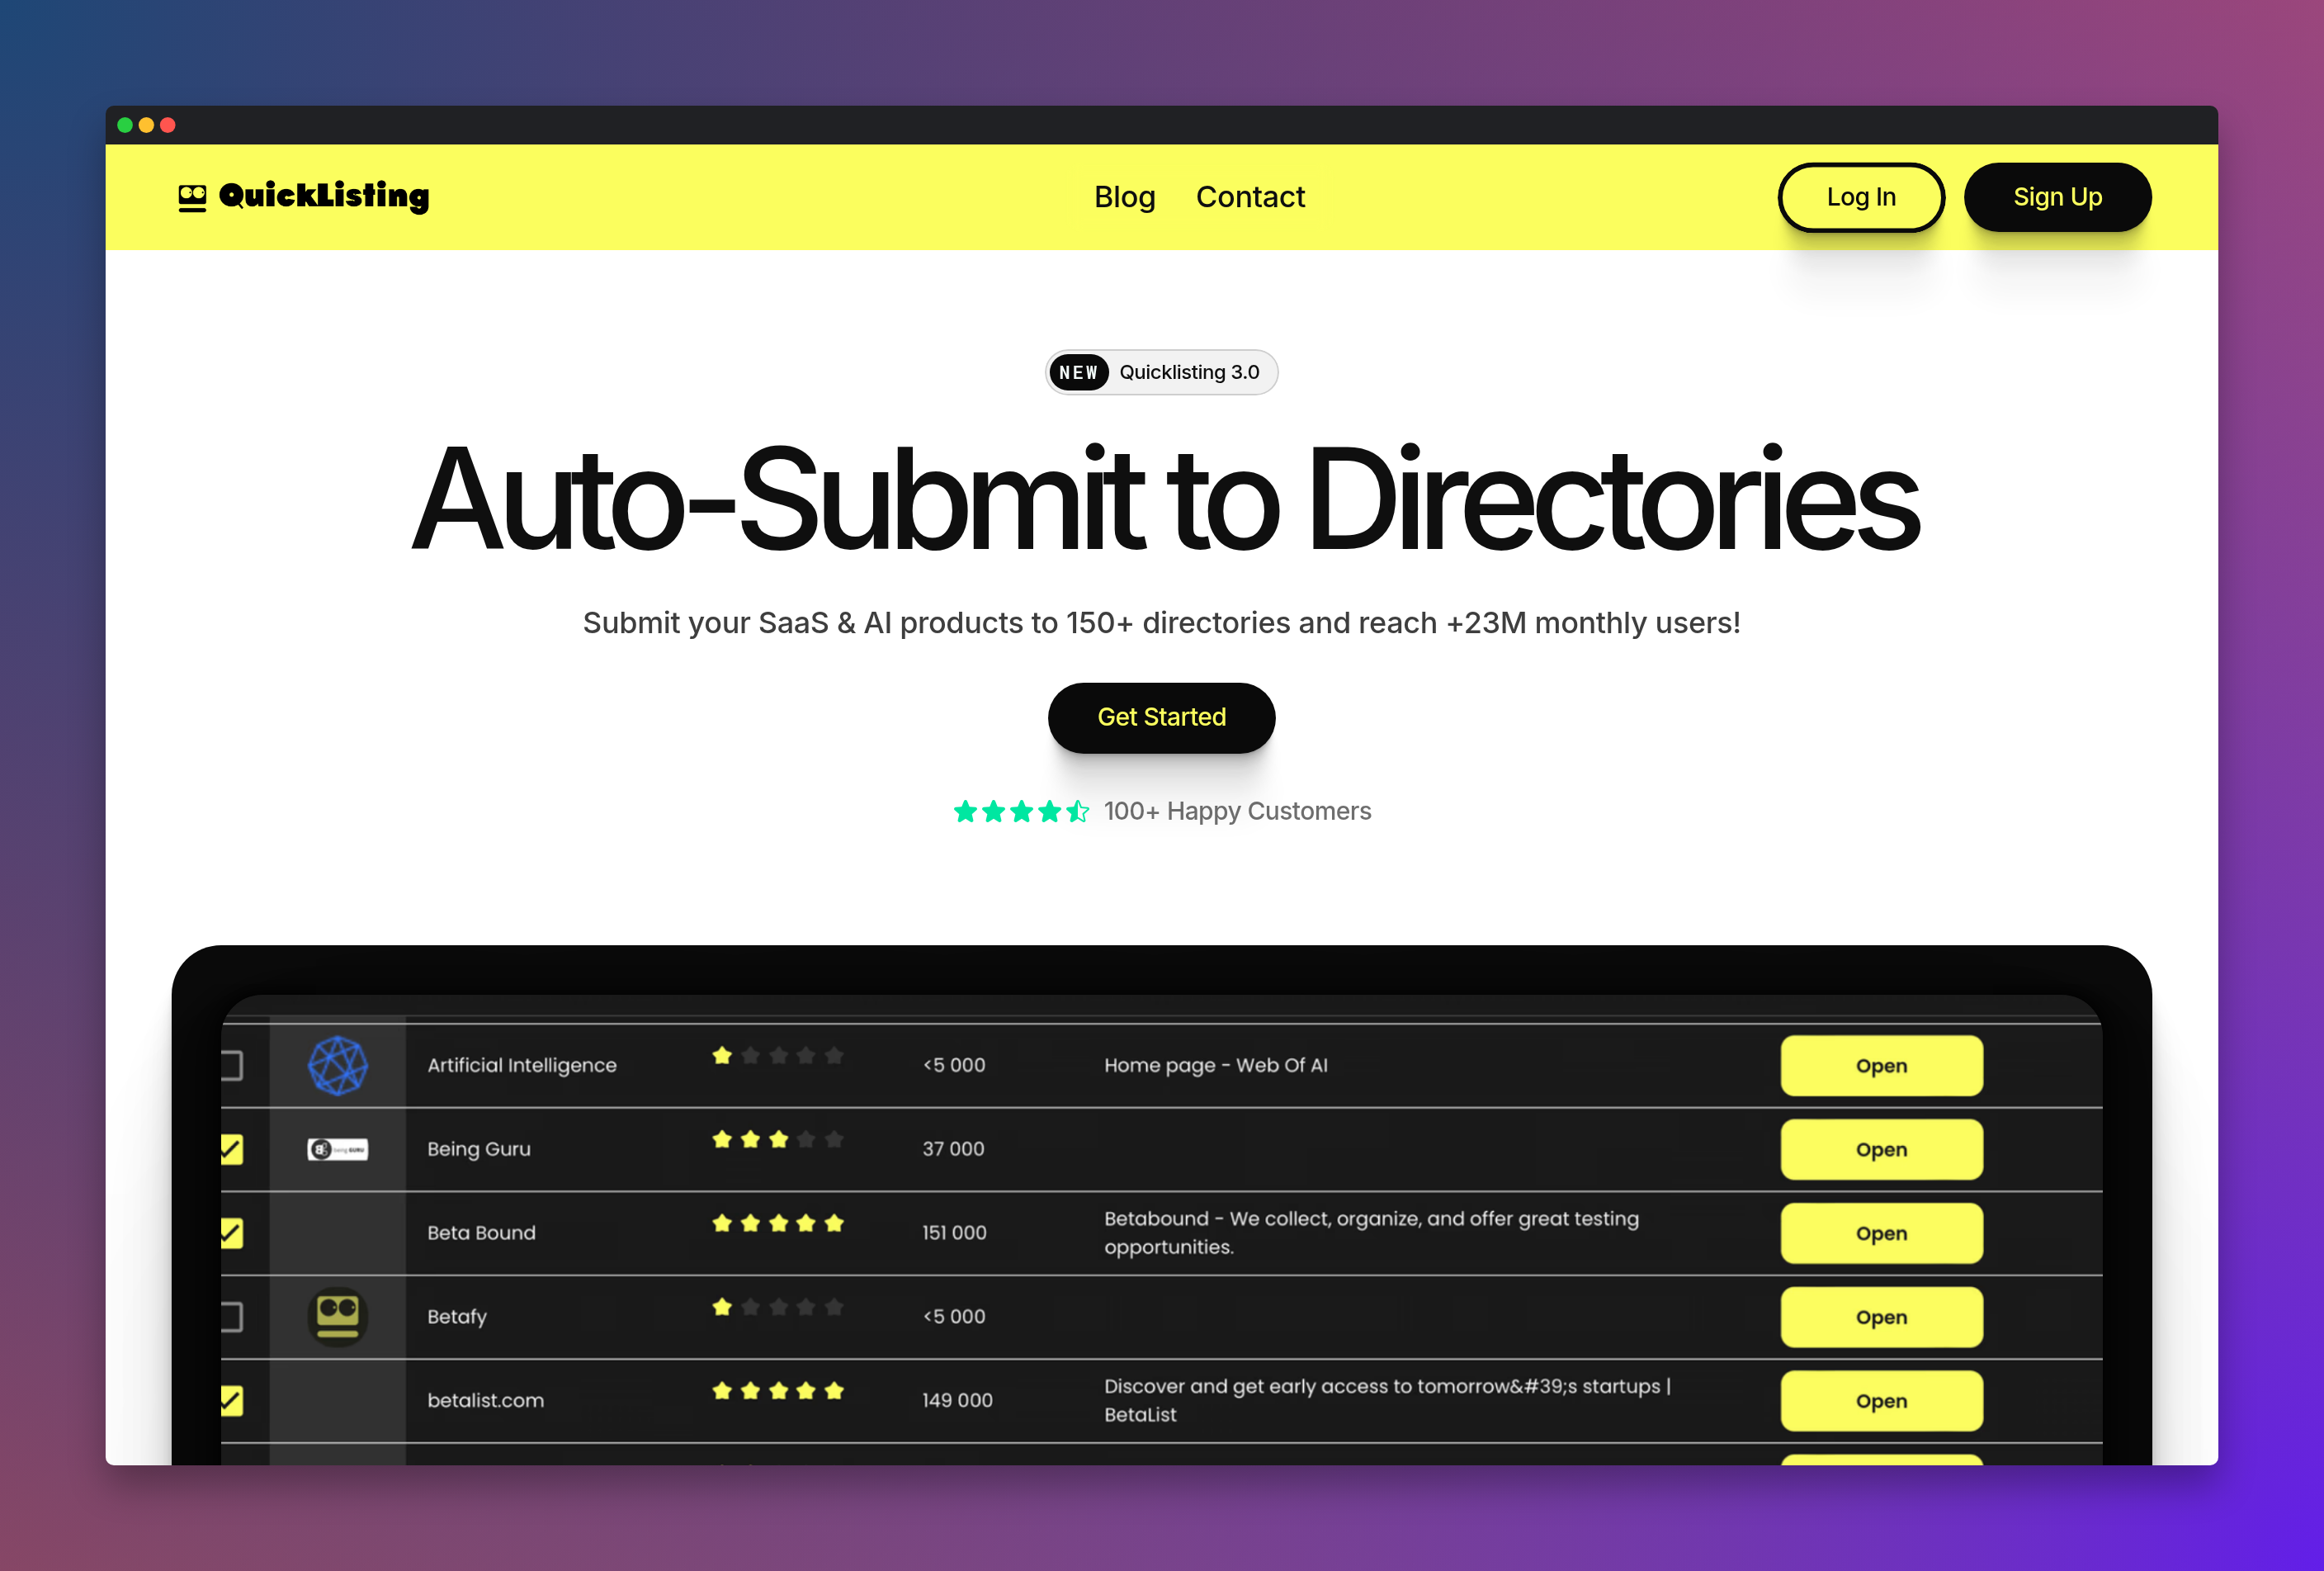 QuickListing
Blog
Contact
Log In
Sign Up
NEW Quicklisting 3.0
Auto-Submit to Directories
Submit your SaaS & AI products to 150+ directories and reach +23M monthly users!
Get Started
100+ Happy Customers
Artificial Intelligence
<5 000
Home page - Web Of AI
Open
being GURU
Being Guru
37 000
Open
Beta Bound
151 000
Betabound - We collect, organize, and offer great testing
opportunities.
Open
Betafy
<5 000
Open
betalist.com
149 000
Discover and get early access to tomorrow&#39;s startups |
BetaList
Open